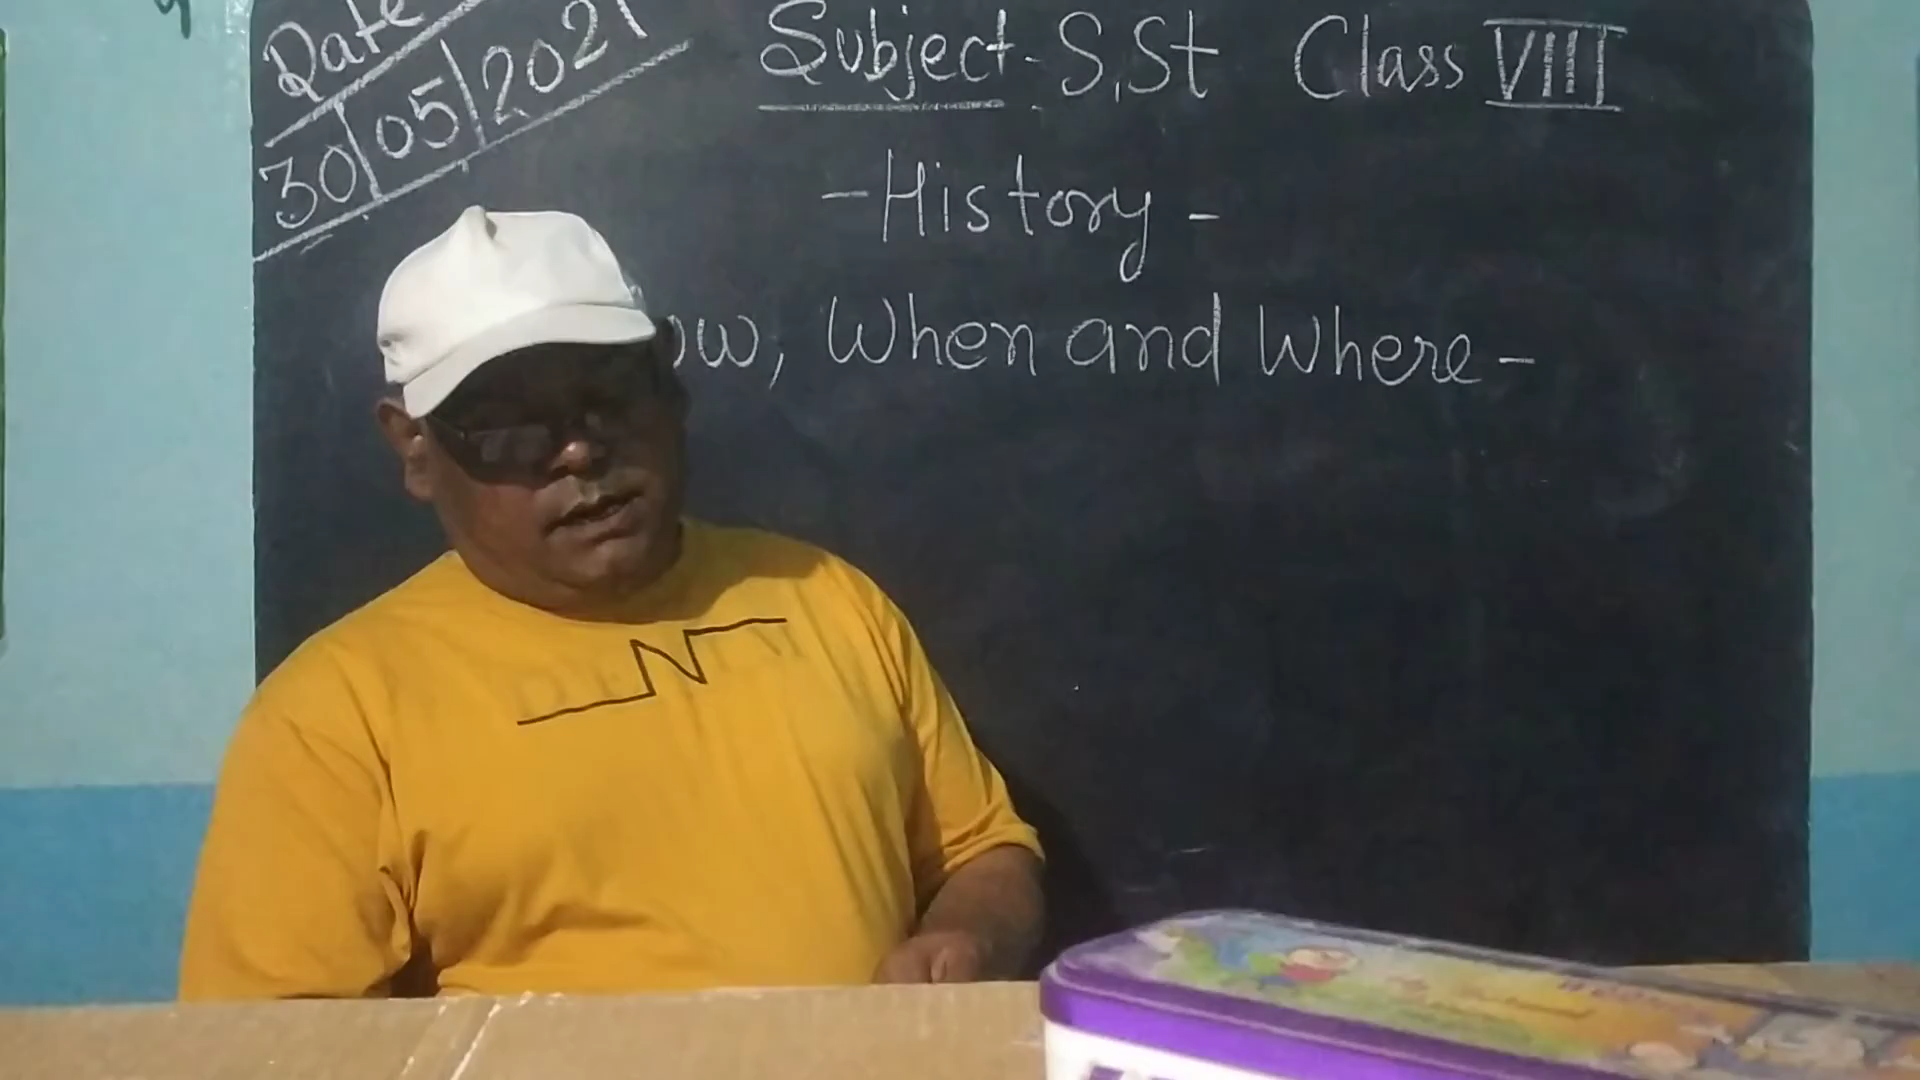 Date
30/05/2021
Subject - S.St Class VIII
- History -
ow, When and Where -